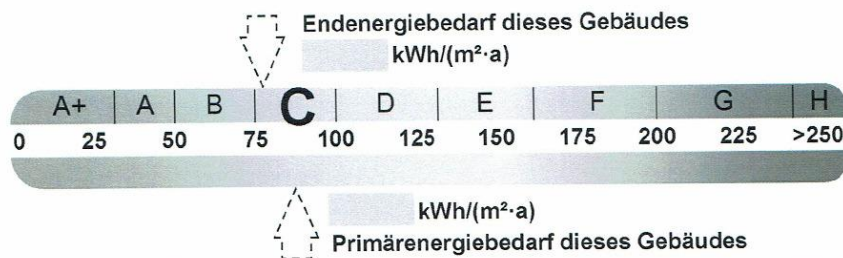 Endenergiebedarf dieses Gebäudes
kWh/(m²·a)
A+ A B C D E F G H
0 25 50 75 100 125 150 175 200 225 >250
kWh/(m²·a)
Primärenergiebedarf dieses Gebäudes